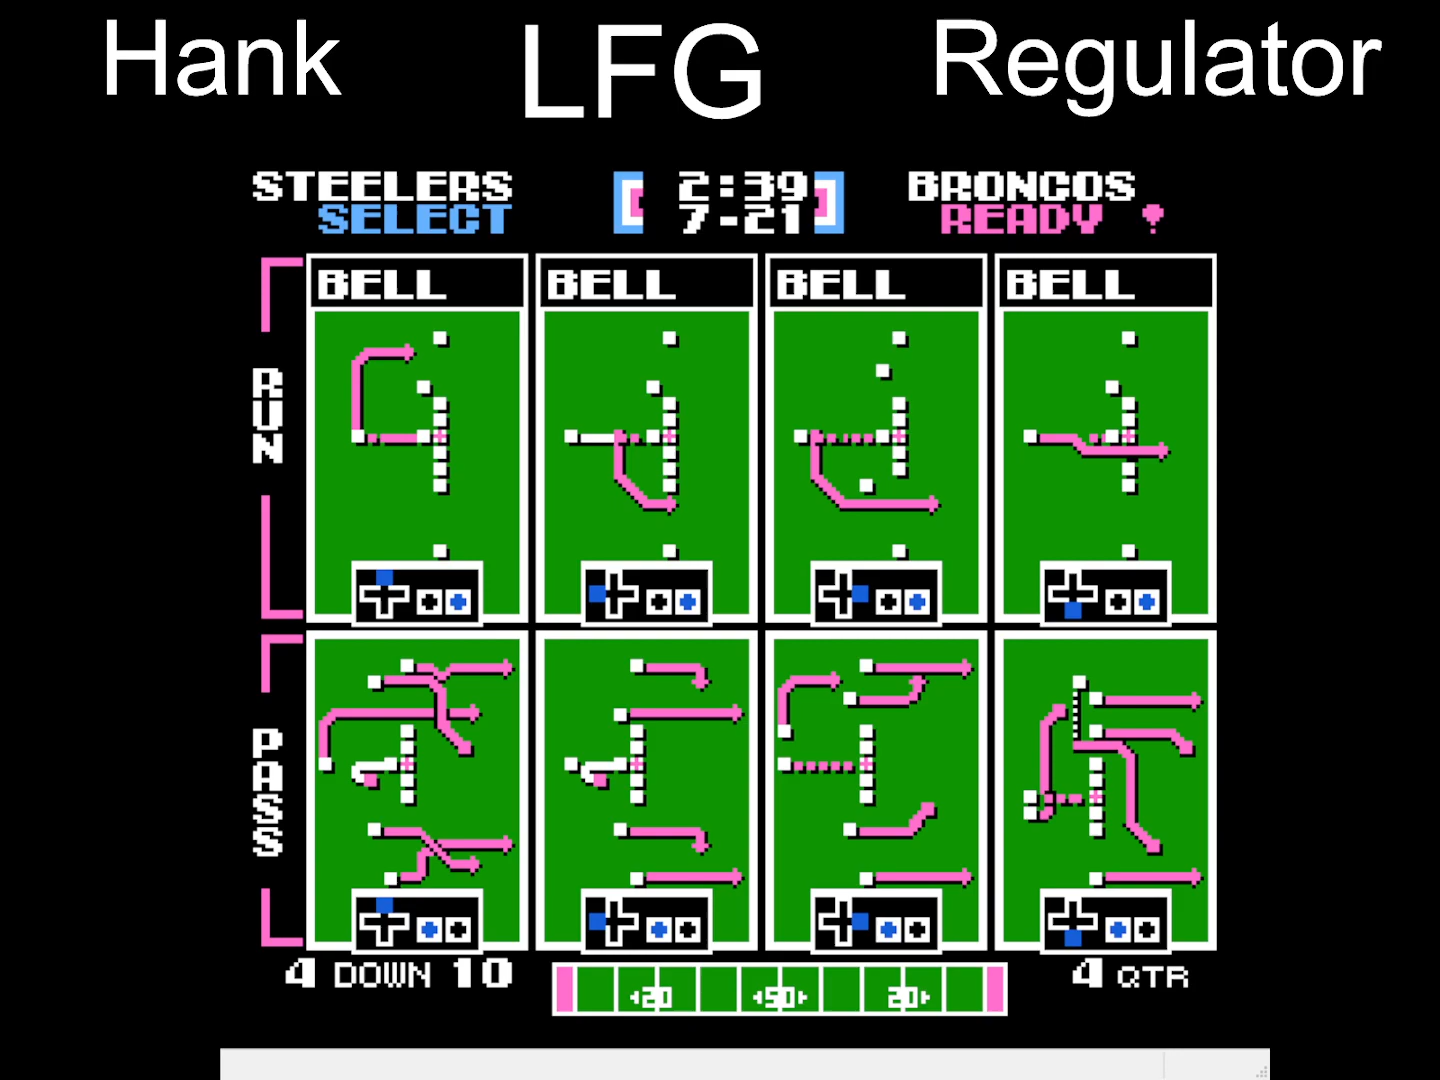 Hank LFG Regulator
STEELERS 2:39 BRONCOS
SELECT 7-21 READY !
BELL BELL BELL BELL
RUN
PASS
4 DOWN 10 4 QTR
◂20 ◂50▸ 20▸